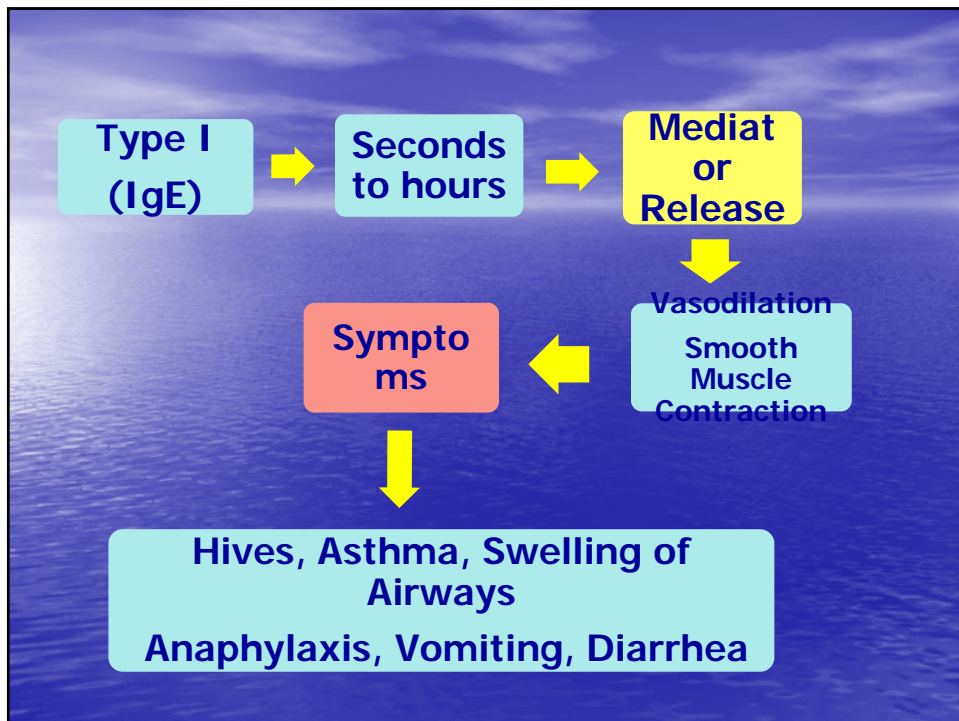 Type I
(IgE)
Seconds
to hours
Mediat
or
Release
Vasodilation
Smooth
Muscle
Contraction
Sympto
ms
Hives, Asthma, Swelling of
Airways
Anaphylaxis, Vomiting, Diarrhea